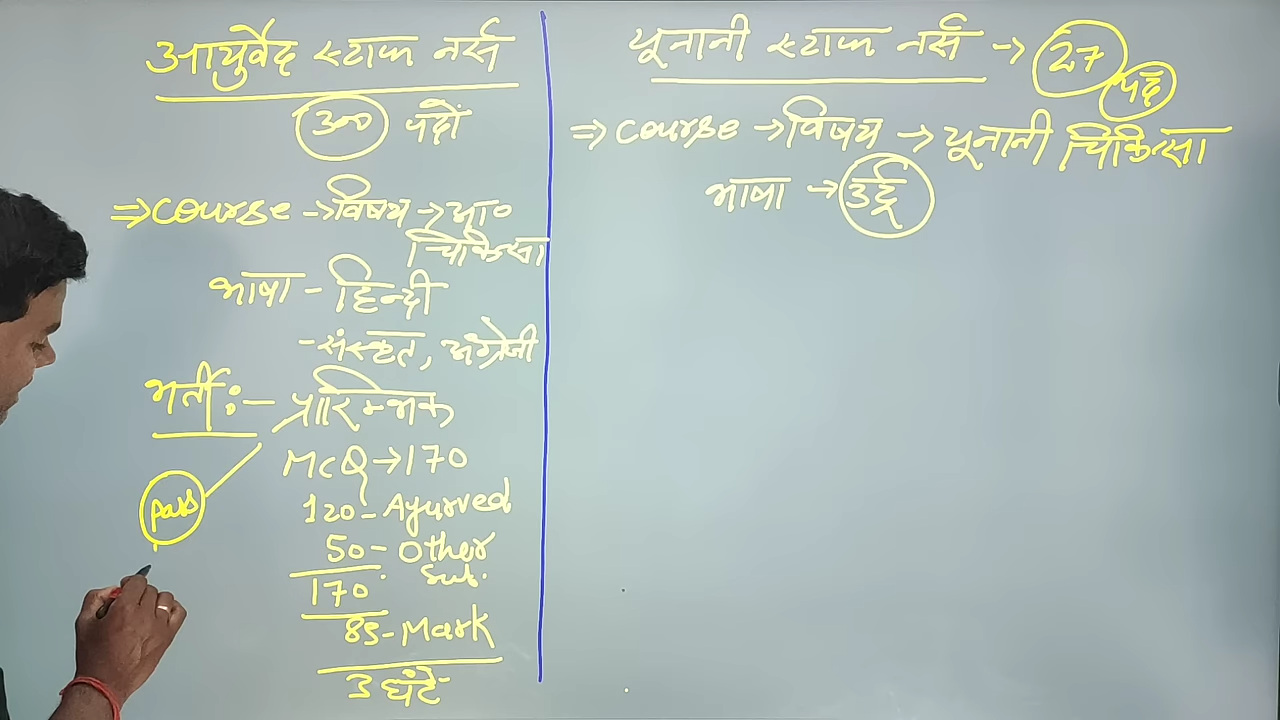 आयुर्वेद स्टाफ नर्स
300 पदों
⇒ course → विषय → आ०
चिकित्सा
भाषा - हिन्दी
- संस्कृत, अंग्रेजी
भर्ती :- प्रारम्भिक
MCQ → 170
Pass
120 - Ayurved
50 - Other
Sub.
170
85 - Mark
3 घंटे
यूनानी स्टाफ नर्स → 27
पद
⇒ course → विषय → यूनानी चिकित्सा
भाषा → उर्दू